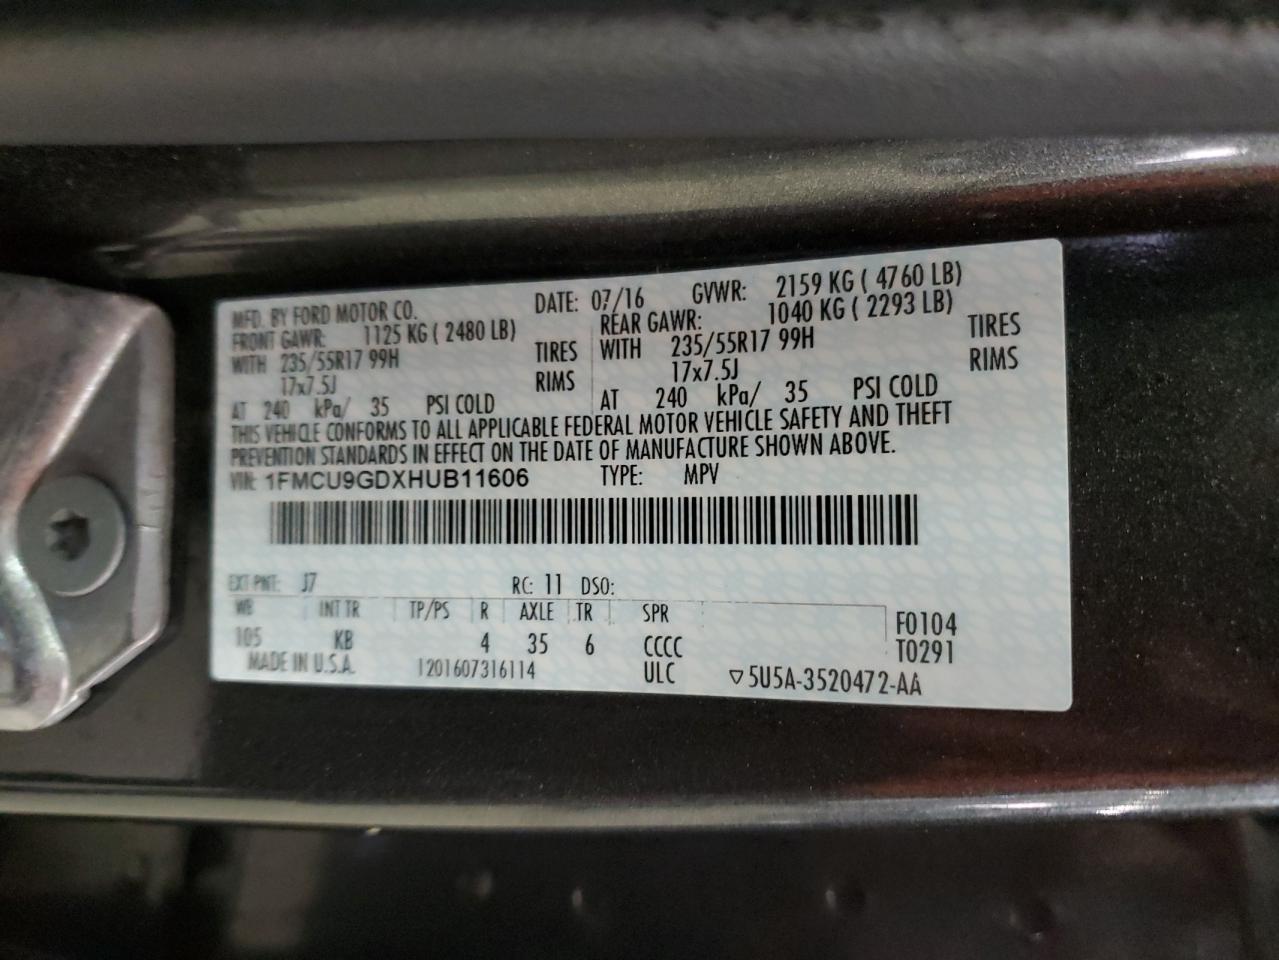 MFD. BY FORD MOTOR CO. DATE: 07/16 GVWR: 2159 KG ( 4760 LB)
FRONT GAWR: 1125 KG ( 2480 LB) REAR GAWR: 1040 KG ( 2293 LB)
WITH 235/55R17 99H TIRES WITH 235/55R17 99H TIRES
17x7.5J RIMS 17x7.5J RIMS
AT 240 kPa/ 35 PSI COLD AT 240 kPa/ 35 PSI COLD
THIS VEHICLE CONFORMS TO ALL APPLICABLE FEDERAL MOTOR VEHICLE SAFETY AND THEFT
PREVENTION STANDARDS IN EFFECT ON THE DATE OF MANUFACTURE SHOWN ABOVE.
VIN: 1FMCU9GDXHUB11606 TYPE: MPV
EXT PNT: J7 RC: 11 DSO:
WB INT TR TP/PS R AXLE TR SPR F0104
105 KB 4 35 6 CCCC T0291
MADE IN U.S.A. 1201607316114 ULC ▽5U5A-3520472-AA